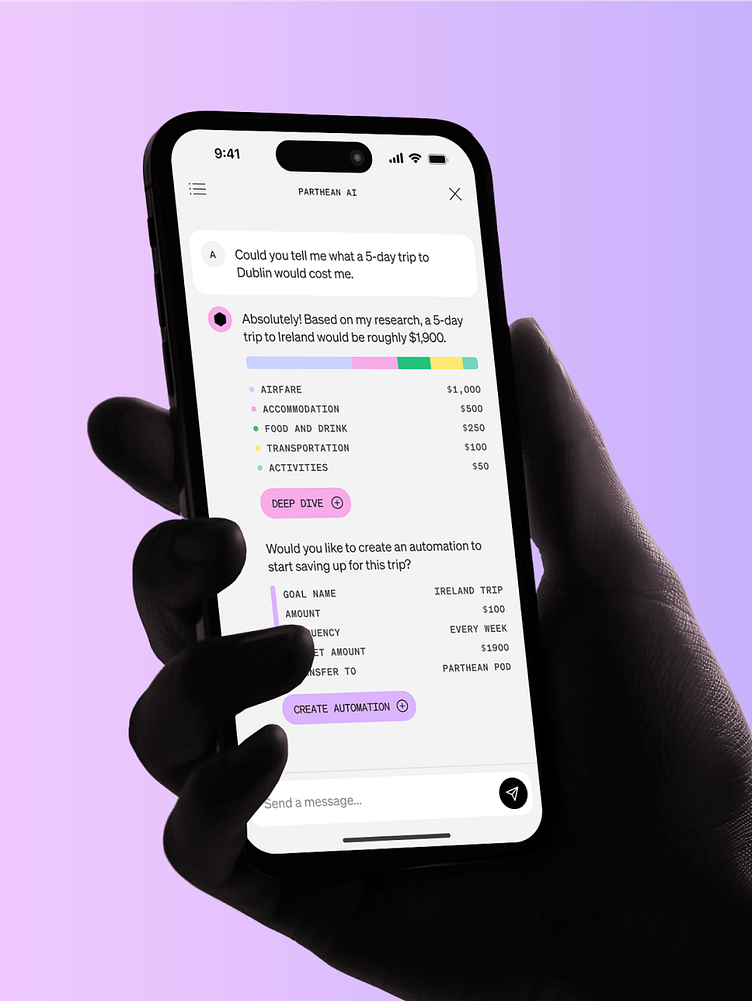 9:41
PARTHEAN AI
A
Could you tell me what a 5-day trip to
Dublin would cost me.
Absolutely! Based on my research, a 5-day
trip to Ireland would be roughly $1,900.
AIRFARE $1,000
ACCOMMODATION $500
FOOD AND DRINK $250
TRANSPORTATION $100
ACTIVITIES $50
DEEP DIVE
Would you like to create an automation to
start saving up for this trip?
GOAL NAME IRELAND TRIP
AMOUNT $100
UENCY EVERY WEEK
ET AMOUNT $1900
NSFER TO PARTHEAN POD
CREATE AUTOMATION
Send a message...